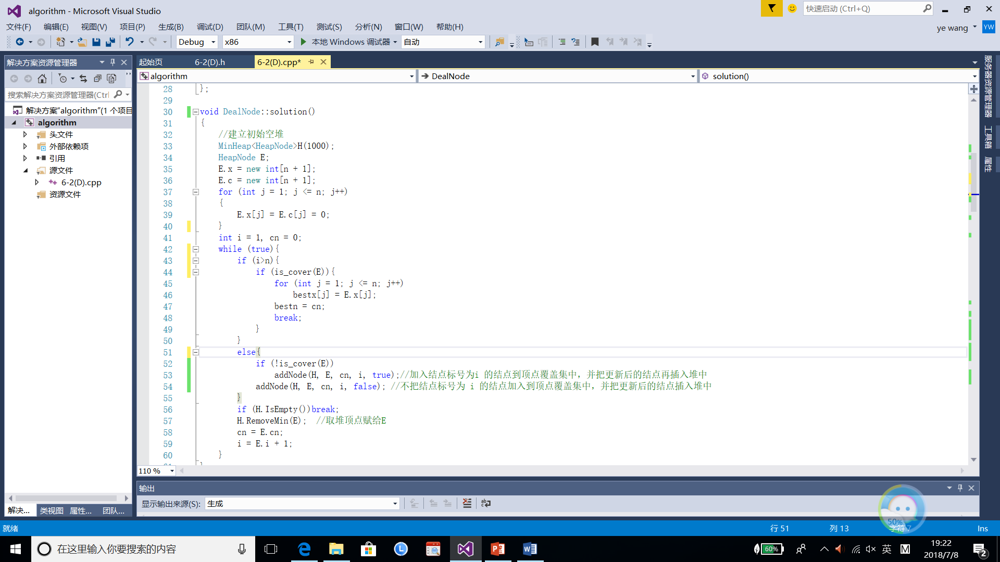 algorithm - Microsoft Visual Studio
快速启动 (Ctrl+Q)
文件(F) 编辑(E) 视图(V) 项目(P) 生成(B) 调试(D) 团队(M) 工具(T) 测试(S) 分析(N) 窗口(W) 帮助(H)
ye wang
YW
Debug x86 本地 Windows 调试器 自动
解决方案资源管理器
搜索解决方案资源管理器(Ctrl
解决方案"algorithm"(1 个项目
algorithm
头文件
外部依赖项
引用
源文件
6-2(D).cpp
资源文件
解决... 类视图 属性... 团队...
起始页 6-2(D).h 6-2(D).cpp*
algorithm DealNode solution()
28 };
29
30 void DealNode::solution()
31 {
32 //建立初始空堆
33 MinHeap<HeapNode>H(1000);
34 HeapNode E;
35 E.x = new int[n + 1];
36 E.c = new int[n + 1];
37 for (int j = 1; j <= n; j++)
38 {
39 E.x[j] = E.c[j] = 0;
40 }
41 int i = 1, cn = 0;
42 while (true){
43 if (i>n){
44 if (is_cover(E)){
45 for (int j = 1; j <= n; j++)
46 bestx[j] = E.x[j];
47 bestn = cn;
48 break;
49 }
50 }
51 else{
52 if (!is_cover(E))
53 addNode(H, E, cn, i, true);//加入结点标号为i 的结点到顶点覆盖集中，并把更新后的结点再插入堆中
54 addNode(H, E, cn, i, false); //不把结点标号为 i 的结点加入到顶点覆盖集中，并把更新后的结点插入堆中
55 }
56 if (H.IsEmpty())break;
57 H.RemoveMin(E); //取堆顶点赋给E
58 cn = E.cn;
59 i = E.i + 1;
60 }
110 %
服务器资源管理器
工具箱
属性
输出
显示输出来源(S): 生成
50%
就绪 行 51 列 13 字符 7 Ins
在这里输入你要搜索的内容
60%
英
M
19:22
2018/7/8
2